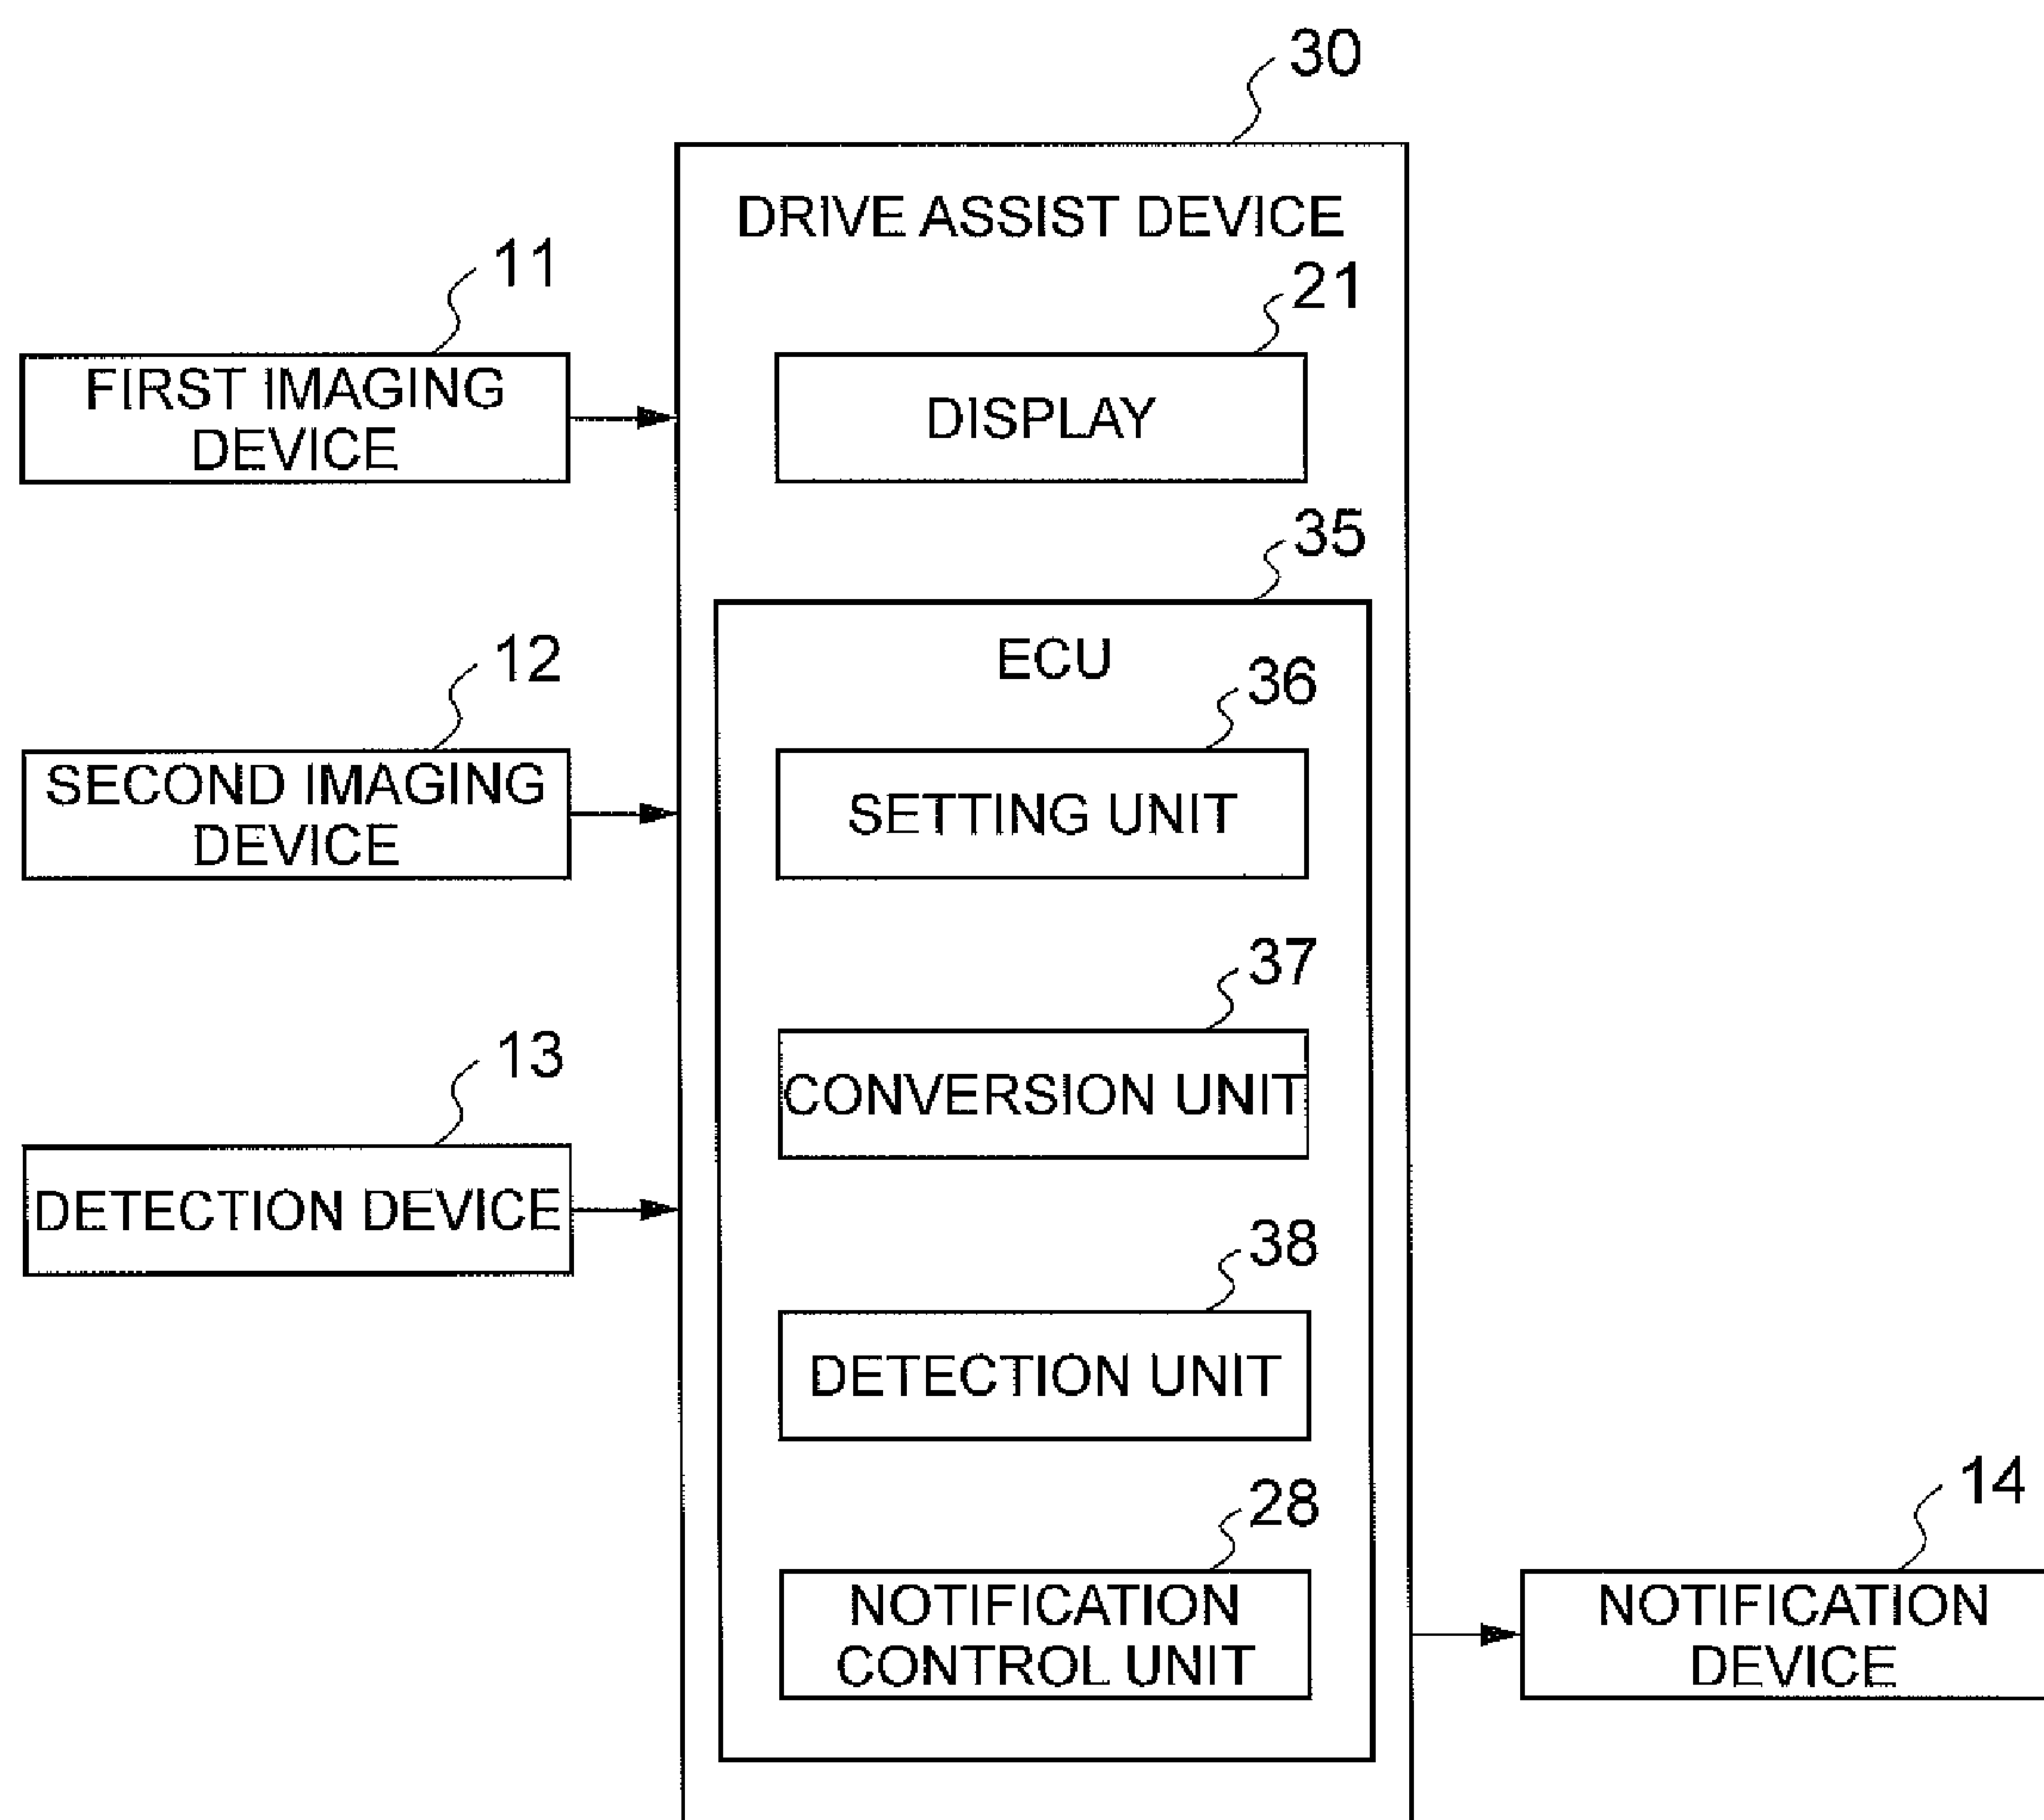 30
DRIVE ASSIST DEVICE
11
21
FIRST IMAGING
DEVICE
DISPLAY
35
12
ECU
36
SECOND IMAGING
DEVICE
SETTING UNIT
37
13
CONVERSION UNIT
DETECTION DEVICE
38
DETECTION UNIT
28
14
NOTIFICATION
CONTROL UNIT
NOTIFICATION
DEVICE